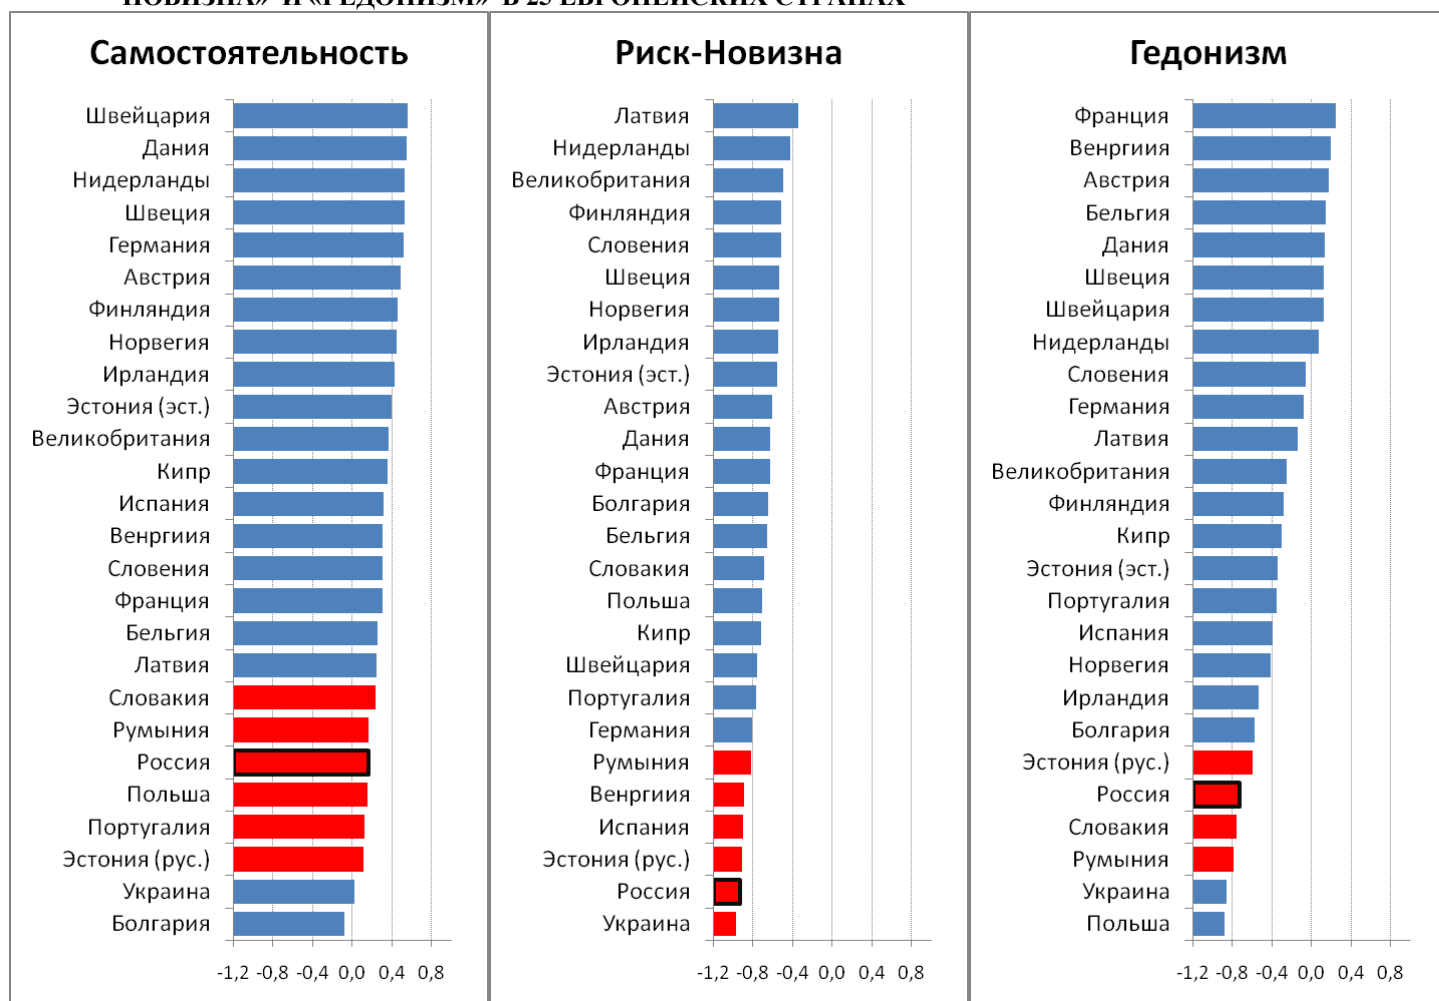 НОВИЗНА» И «ГЕДОНИЗМ» В 25 ЕВРОПЕЙСКИХ СТРАНАХ
Самостоятельность
Швейцария
Дания
Нидерланды
Швеция
Германия
Австрия
Финляндия
Норвегия
Ирландия
Эстония (эст.)
Великобритания
Кипр
Испания
Венргиия
Словения
Франция
Бельгия
Латвия
Словакия
Румыния
Россия
Польша
Португалия
Эстония (рус.)
Украина
Болгария
-1,2 -0,8 -0,4 0,0 0,4 0,8
Риск-Новизна
Латвия
Нидерланды
Великобритания
Финляндия
Словения
Швеция
Норвегия
Ирландия
Эстония (эст.)
Австрия
Дания
Франция
Болгария
Бельгия
Словакия
Польша
Кипр
Швейцария
Португалия
Германия
Румыния
Венргиия
Испания
Эстония (рус.)
Россия
Украина
-1,2 -0,8 -0,4 0,0 0,4 0,8
Гедонизм
Франция
Венргиия
Австрия
Бельгия
Дания
Швеция
Швейцария
Нидерланды
Словения
Германия
Латвия
Великобритания
Финляндия
Кипр
Эстония (эст.)
Португалия
Испания
Норвегия
Ирландия
Болгария
Эстония (рус.)
Россия
Словакия
Румыния
Украина
Польша
-1,2 -0,8 -0,4 0,0 0,4 0,8